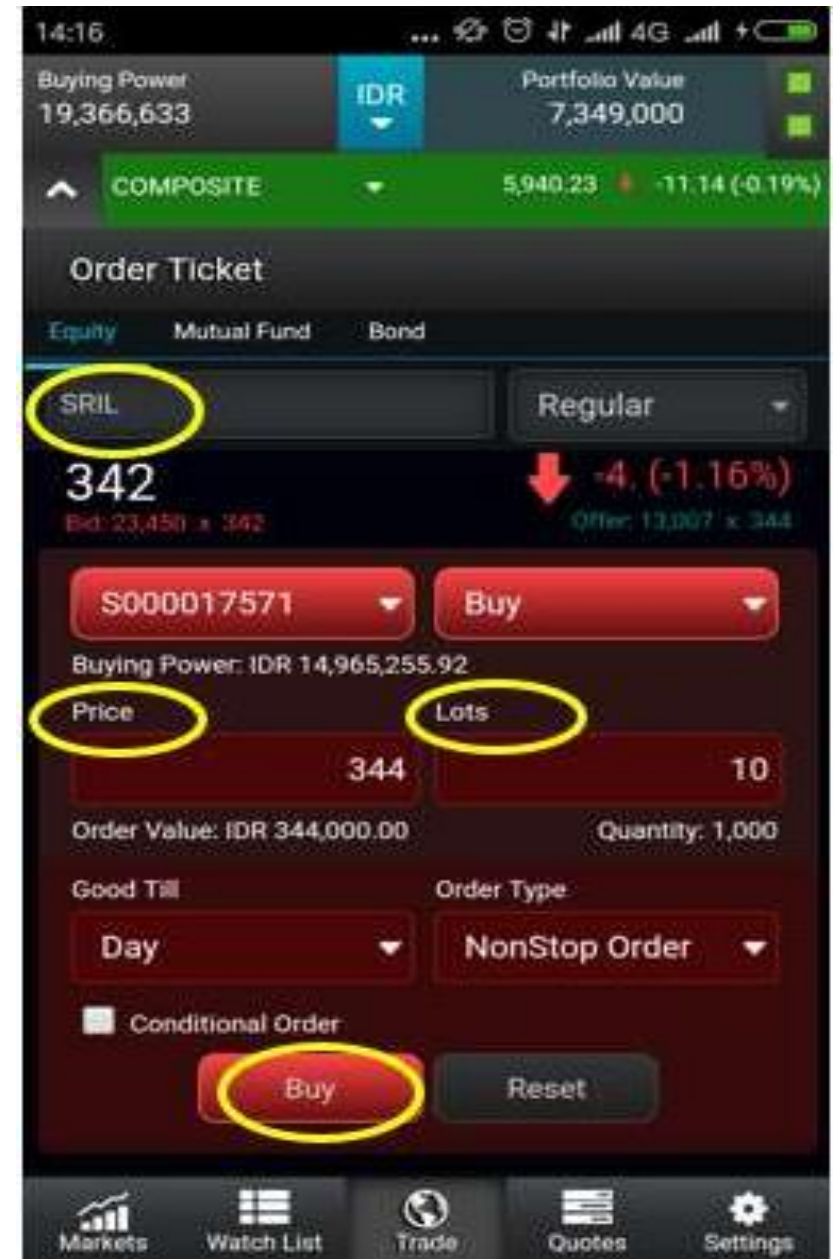 14:16 ... 4G
Buying Power IDR Portfolio Value
19,366,633 7,349,000
COMPOSITE 5,940.23 -11.14 (-0.19%)
Order Ticket
Equity Mutual Fund Bond
SRIL Regular
342 -4. (-1.16%)
Bid: 23,450 x 342 Offer: 13,007 x 344
S000017571 Buy
Buying Power: IDR 14,965,255.92
Price Lots
344 10
Order Value: IDR 344,000.00 Quantity: 1,000
Good Till Order Type
Day NonStop Order
Conditional Order
Buy Reset
Markets Watch List Trade Quotes Settings